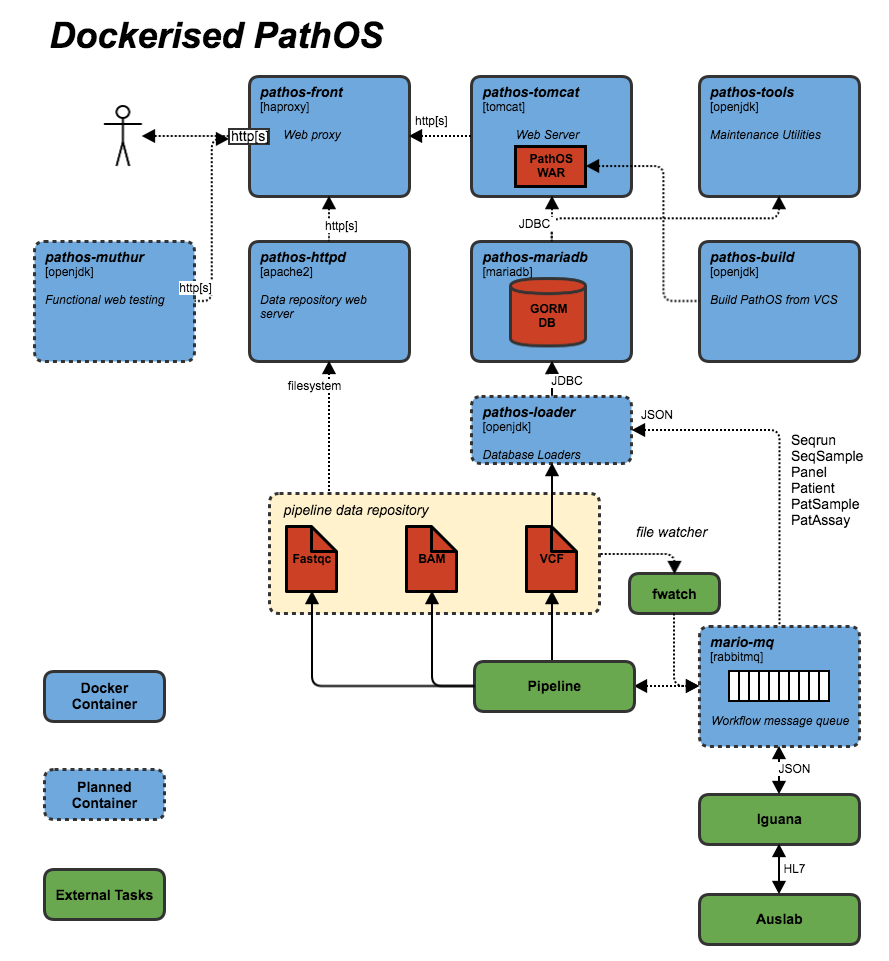 Dockerised PathOS
pathos-front
[haproxy]
Web proxy
http[s]
http[s]
pathos-tomcat
[tomcat]
Web Server
PathOS
WAR
pathos-tools
[openjdk]
Maintenance Utilities
http[s]
JDBC
pathos-muthur
[openjdk]
Functional web testing
http[s]
pathos-httpd
[apache2]
Data repository web
server
pathos-mariadb
[mariadb]
GORM
DB
pathos-build
[openjdk]
Build PathOS from VCS
filesystem
JDBC
pathos-loader
[openjdk]
Database Loaders
JSON
Seqrun
SeqSample
Panel
Patient
PatSample
PatAssay
pipeline data repository
Fastqc
BAM
VCF
file watcher
fwatch
mario-mq
[rabbitmq]
Workflow message queue
Pipeline
Docker
Container
JSON
Planned
Container
Iguana
HL7
External Tasks
Auslab